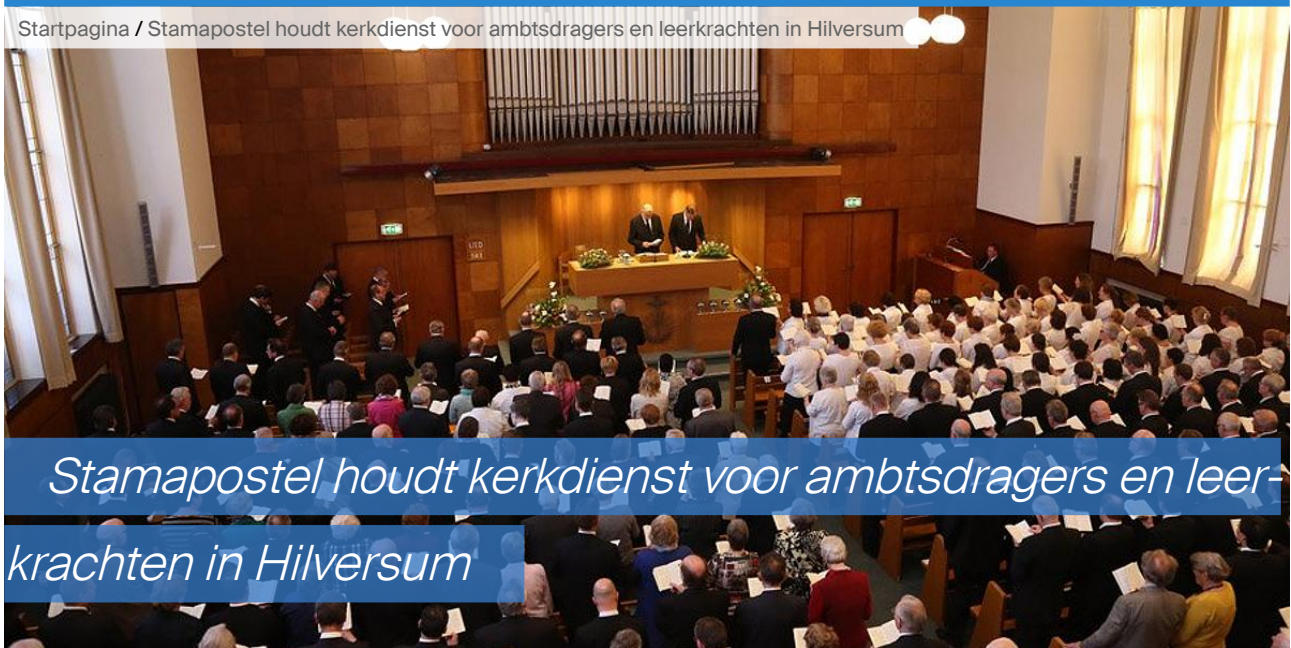 Startpagina / Stamapostel houdt kerkdienst voor ambtsdragers en leerkrachten in Hilversum
LIED
Stamapostel houdt kerkdienst voor ambtsdragers en leer-
krachten in Hilversum